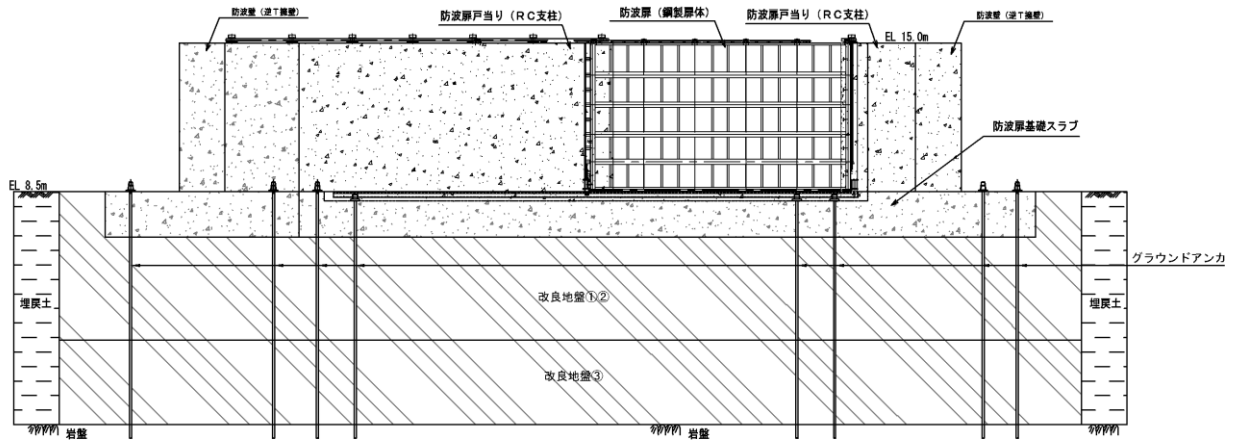 防波壁（逆Ｔ擁壁）
防波扉戸当り（ＲＣ支柱）
防波扉（鋼製扉体）
防波扉戸当り（ＲＣ支柱）
防波壁（逆Ｔ擁壁）
EL 15.0m
防波扉基礎スラブ
EL 8.5m
グラウンドアンカ
埋戻土
改良地盤①②
埋戻土
改良地盤③
岩盤
岩盤